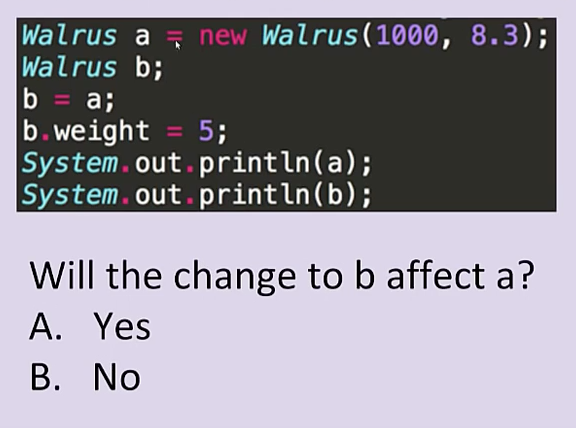 Walrus a = new Walrus(1000, 8.3);
Walrus b;
b = a;
b.weight = 5;
System.out.println(a);
System.out.println(b);
Will the change to b affect a?
A. Yes
B. No